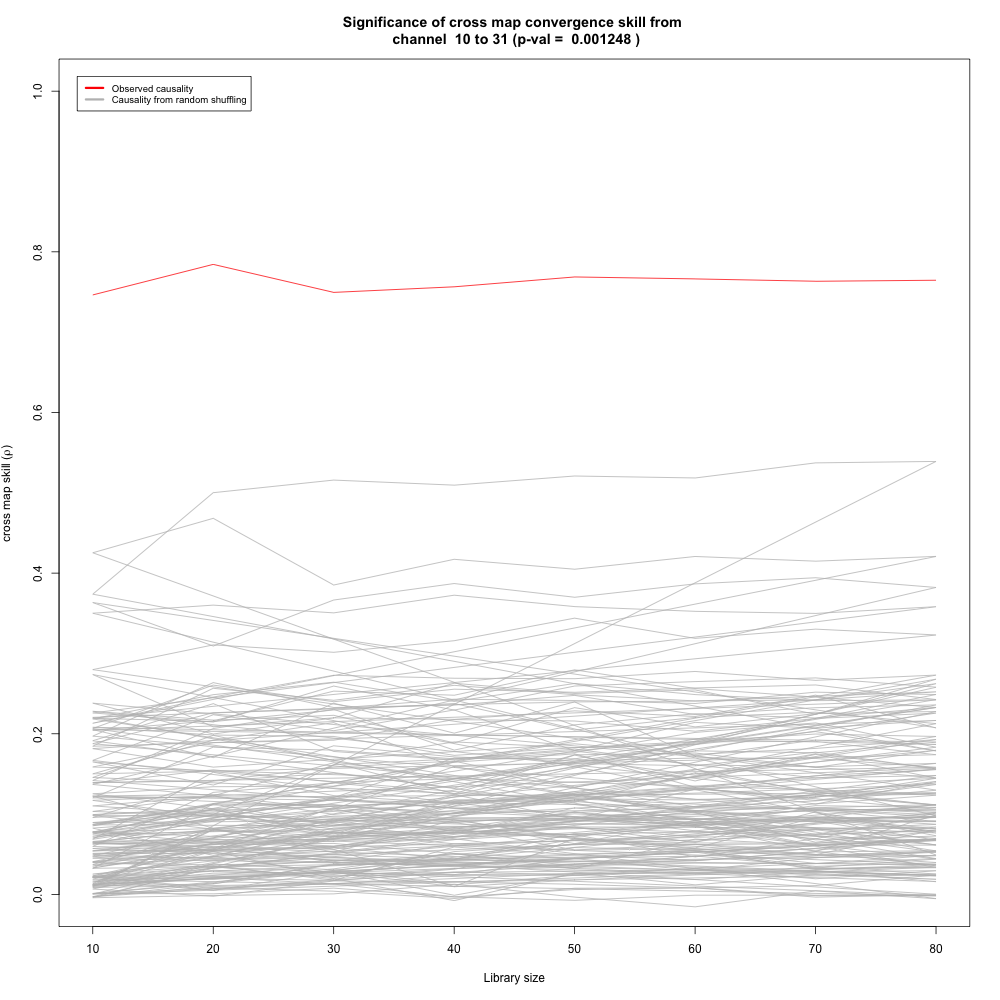 Significance of cross map convergence skill from
channel  10 to 31 (p-val =  0.001248 )
Observed causality
Causality from random shuffling
cross map skill (ρ)
1.0
0.8
0.6
0.4
0.2
0.0
10 20 30 40 50 60 70 80
Library size